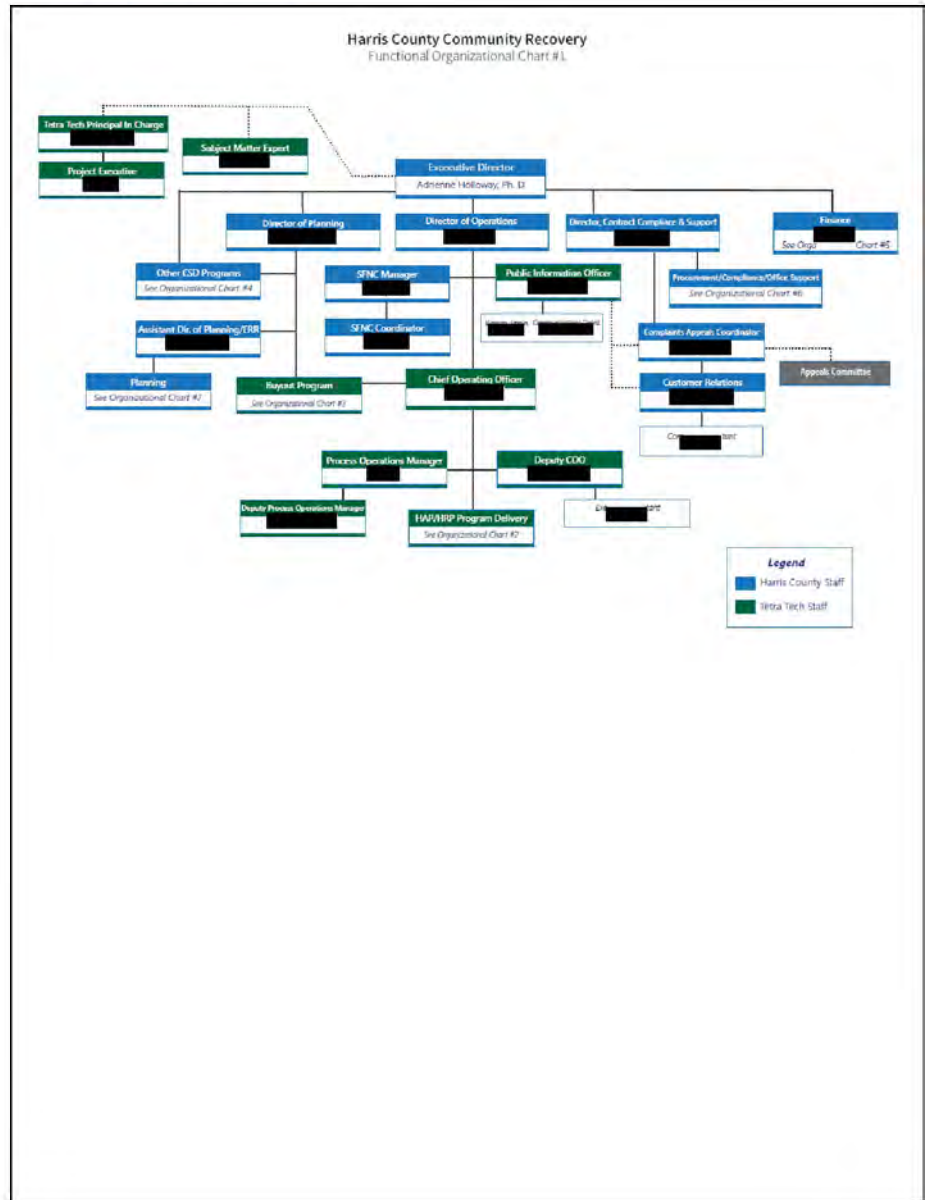 Harris County Community Recovery
Functional Organizational Chart #1
Tetra Tech Principal In Charge
Subject Matter Expert
Project Executive
Executive Director
Adrienne Holloway, Ph. D
Director of Planning
Director of Operations
Director, Contract Compliace & Support
Finance
See Orga Chart #5
Other CSD Programs
See Organizational Chart #4
SFNC Manager
Public Information Officer
Procurement/Compliance/Office Support
See Organizational Chart #6
Assistant Dir. of Planning/ERR
SFNC Coordinator
Complaints Appeals Coordinator
Appeals Committee
Planning
See Organizational Chart #7
Buyout Program
See Organizational Chart #3
Chief Operating Officer
Customer Relations
Process Operations Manager
Deputy COO
Deputy Process Operations Manager
HAP/HRP Program Delivery
See Organizational Chart #2
Legend
Harris County Staff
Tetra Tech Staff